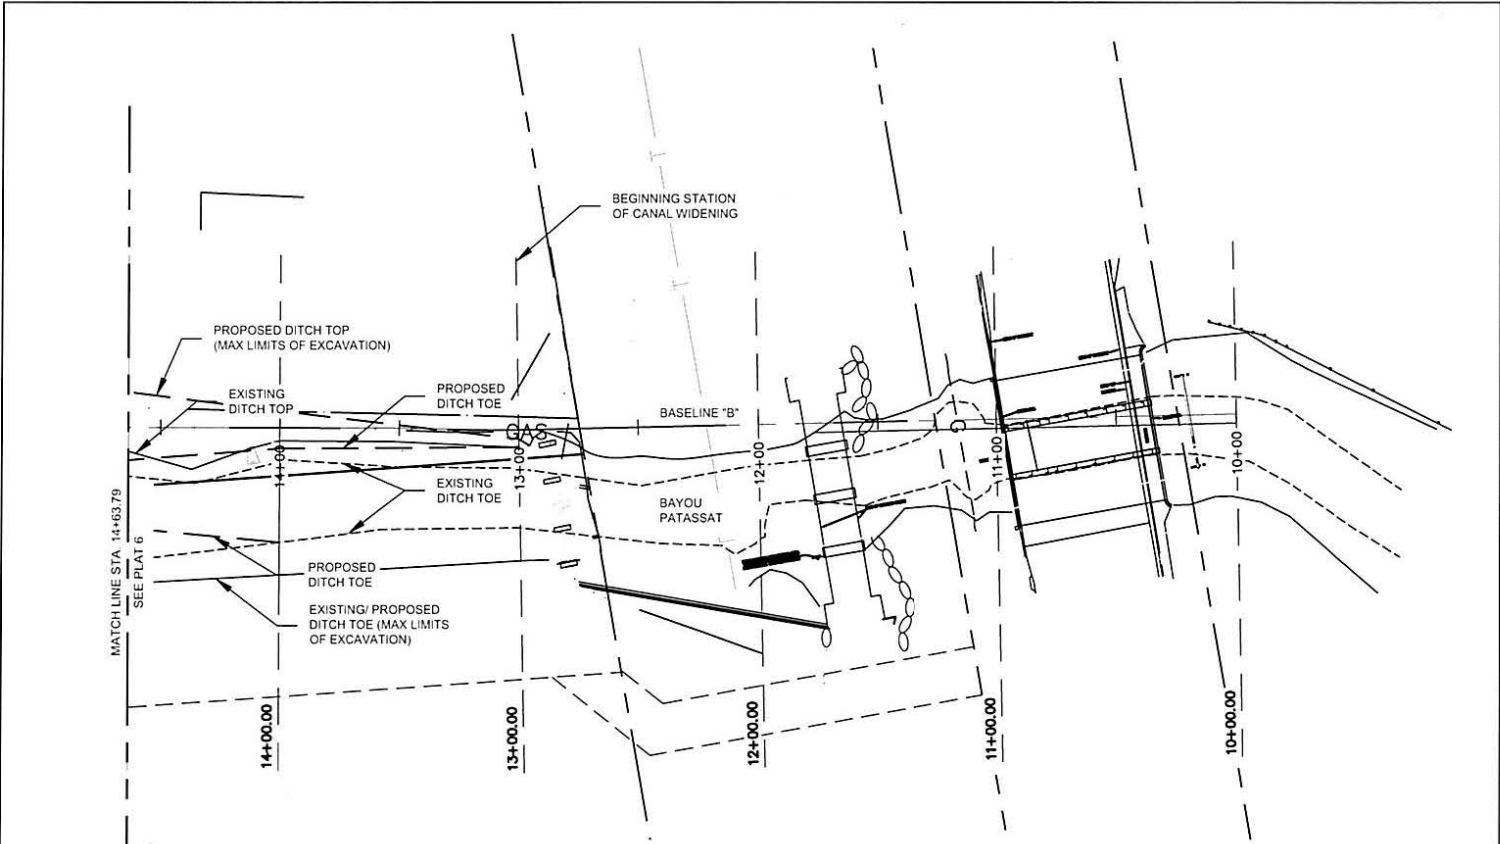 BEGINNING STATION
OF CANAL WIDENING
PROPOSED DITCH TOP
(MAX LIMITS OF EXCAVATION)
EXISTING
DITCH TOP
PROPOSED
DITCH TOE
BASELINE "B"
GAS
G
14+00
13+00
12+00
11+00
10+00
EXISTING
DITCH TOE
BAYOU
PATASSAT
PROPOSED
DITCH TOE
EXISTING/ PROPOSED
DITCH TOE (MAX LIMITS
OF EXCAVATION)
MATCH LINE STA. 14+63.79
SEE PLAT 6
14+00.00
13+00.00
12+00.00
11+00.00
10+00.00